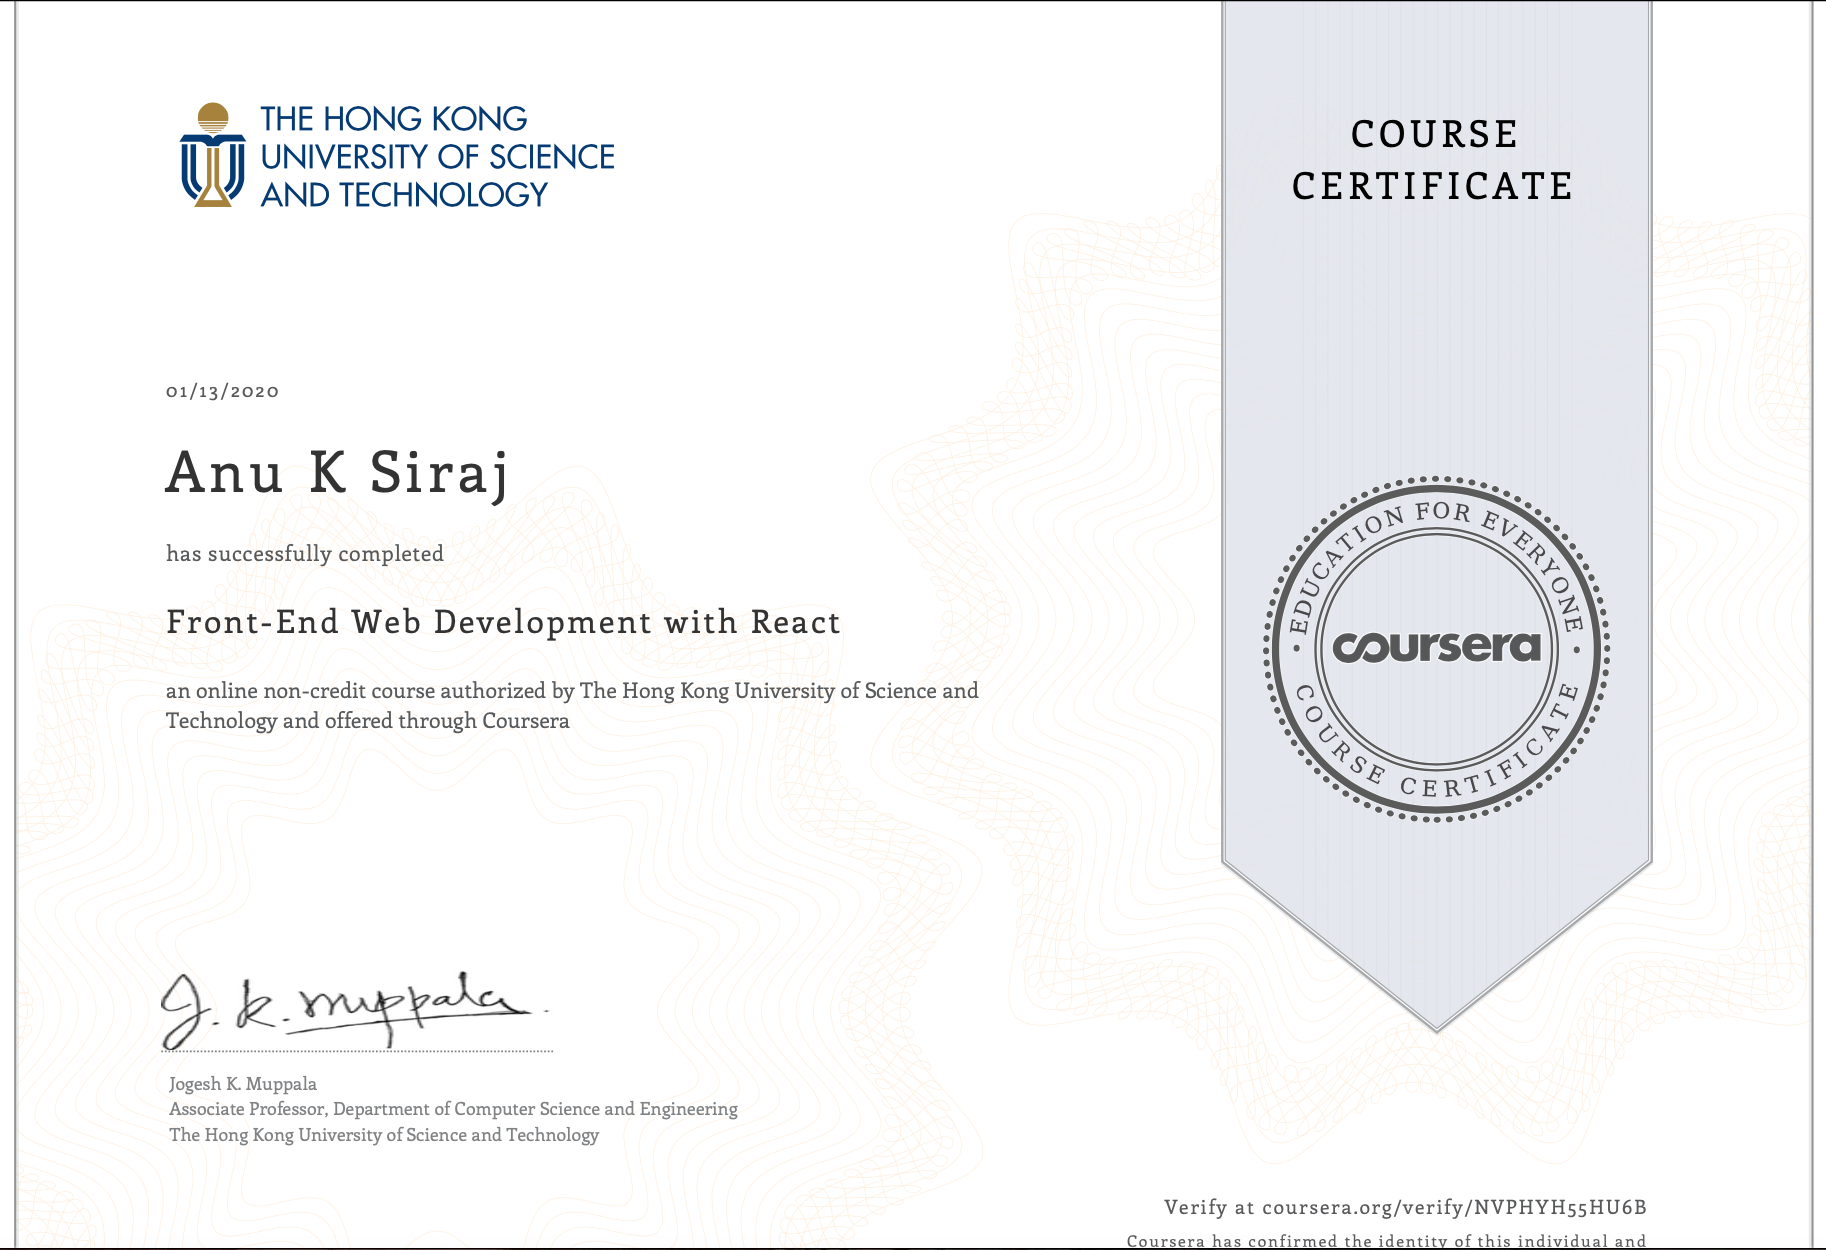 THE HONG KONG
UNIVERSITY OF SCIENCE
AND TECHNOLOGY
COURSE
CERTIFICATE
01/13/2020
Anu K Siraj
has successfully completed
Front-End Web Development with React
an online non-credit course authorized by The Hong Kong University of Science and
Technology and offered through Coursera
EDUCATION FOR EVERYONE
coursera
COURSE CERTIFICATE
J. K. Muppala
Jogesh K. Muppala
Associate Professor, Department of Computer Science and Engineering
The Hong Kong University of Science and Technology
Verify at coursera.org/verify/NVPHYH55HU6B
Coursera has confirmed the identity of this individual and